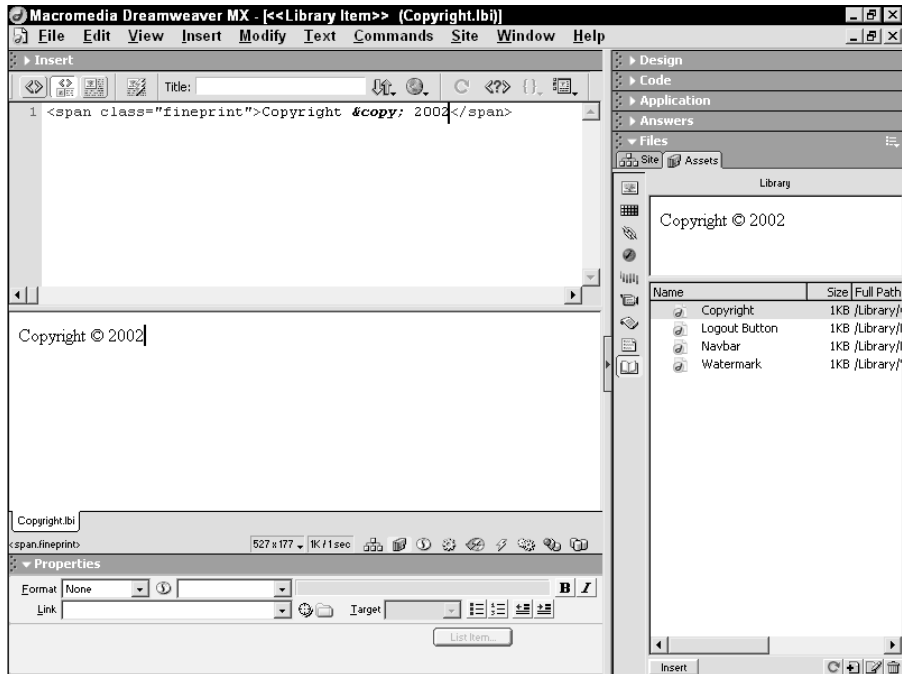 Macromedia Dreamweaver MX - [<<Library Item>> (Copyright.lbi)]
File Edit View Insert Modify Text Commands Site Window Help
Insert
Title:
1 <span class="fineprint">Copyright &copy; 2002</span>
Copyright © 2002
Copyright.lbi
<span.fineprint> 527 x 177 1K / 1 sec
Properties
Format None B I
Link Target
List Item...
Design
Code
Application
Answers
Files
Site Assets
Library
Copyright © 2002
Name Size Full Path
Copyright 1KB /Library/
Logout Button 1KB /Library/
Navbar 1KB /Library/
Watermark 1KB /Library/
Insert